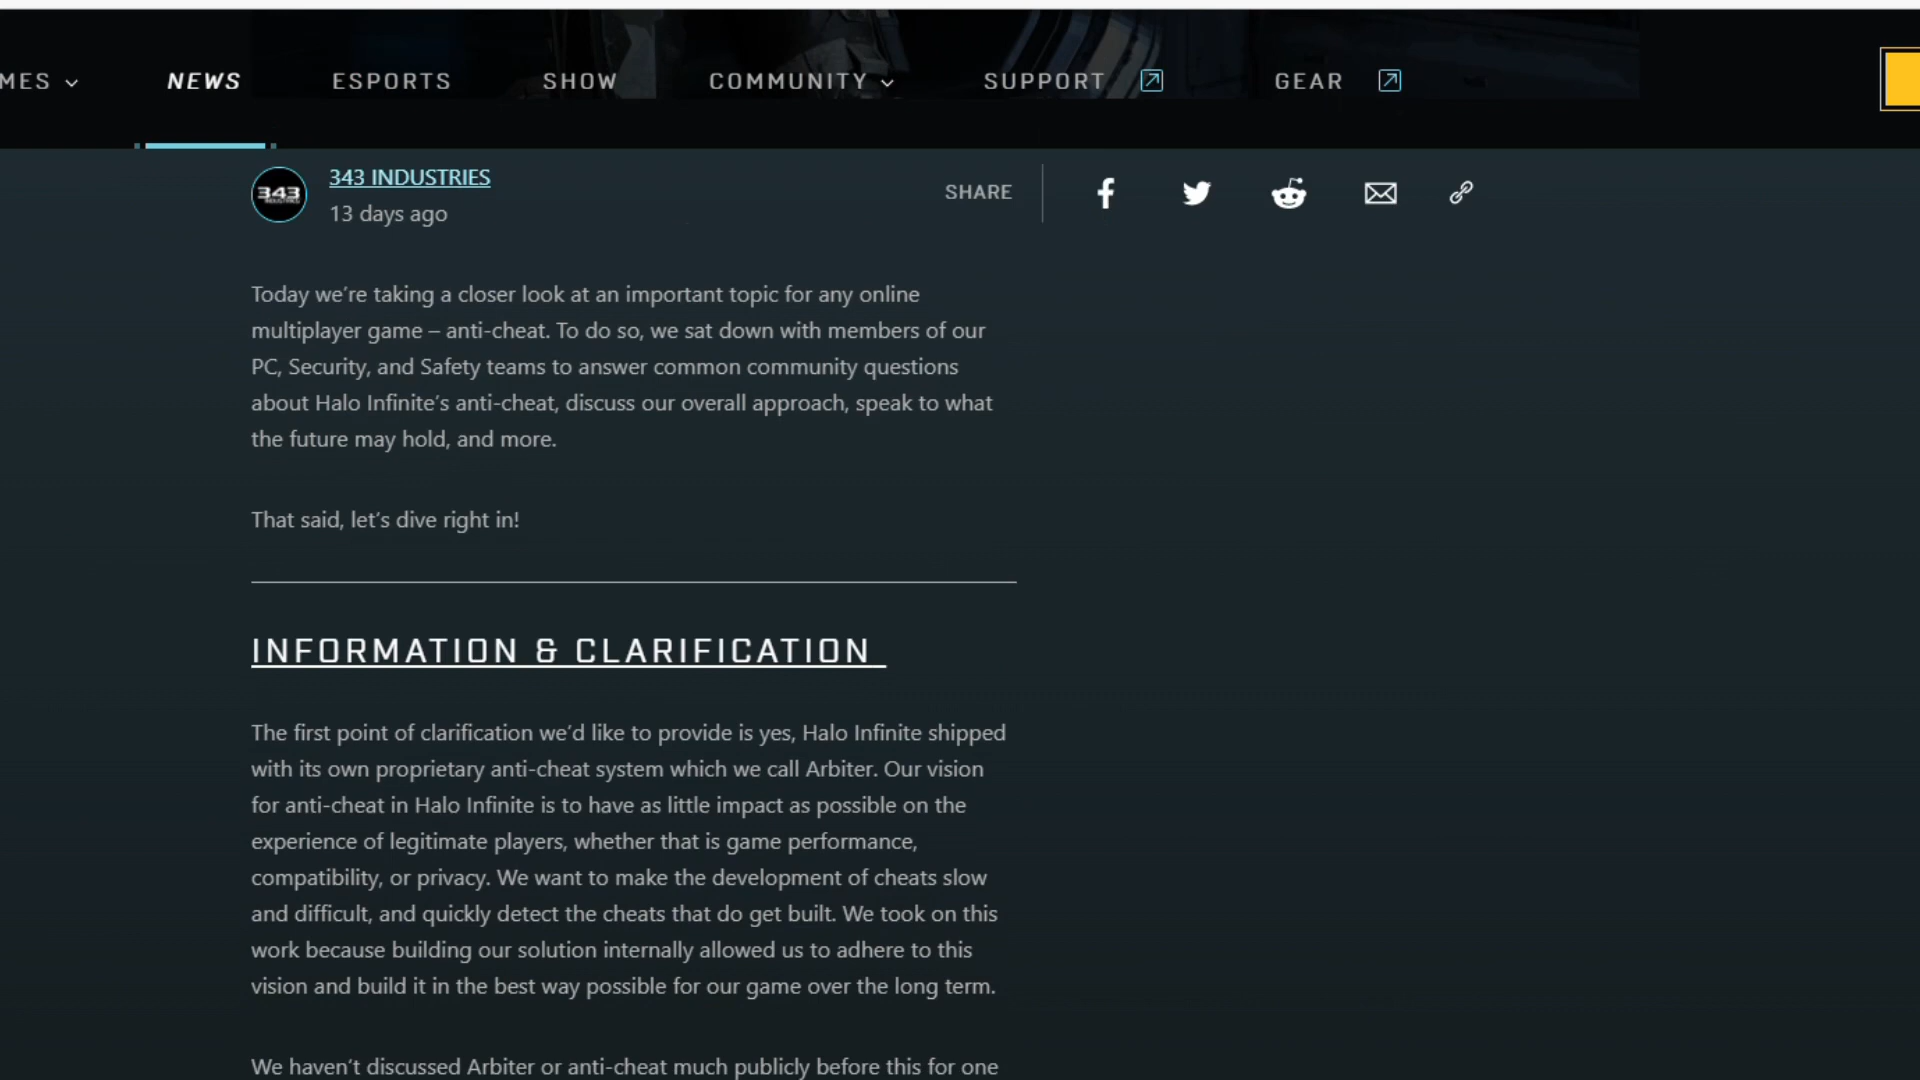 MES
NEWS
ESPORTS
SHOW
COMMUNITY
SUPPORT
GEAR
343
INDUSTRIES
343 INDUSTRIES
13 days ago
SHARE
Today we’re taking a closer look at an important topic for any online
multiplayer game – anti-cheat. To do so, we sat down with members of our
PC, Security, and Safety teams to answer common community questions
about Halo Infinite’s anti-cheat, discuss our overall approach, speak to what
the future may hold, and more.
That said, let’s dive right in!
INFORMATION & CLARIFICATION
The first point of clarification we’d like to provide is yes, Halo Infinite shipped
with its own proprietary anti-cheat system which we call Arbiter. Our vision
for anti-cheat in Halo Infinite is to have as little impact as possible on the
experience of legitimate players, whether that is game performance,
compatibility, or privacy. We want to make the development of cheats slow
and difficult, and quickly detect the cheats that do get built. We took on this
work because building our solution internally allowed us to adhere to this
vision and build it in the best way possible for our game over the long term.
We haven’t discussed Arbiter or anti-cheat much publicly before this for one